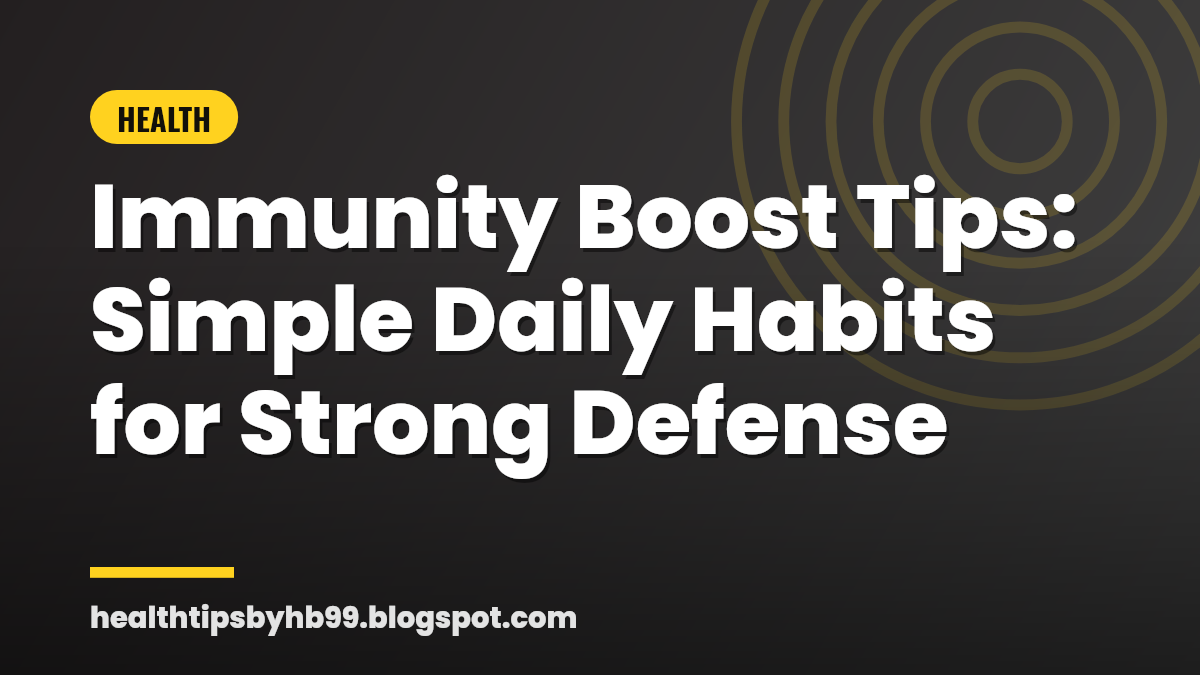 HEALTH
Immunity Boost Tips:
Simple Daily Habits
for Strong Defense
healthtipsbyhb99.blogspot.com